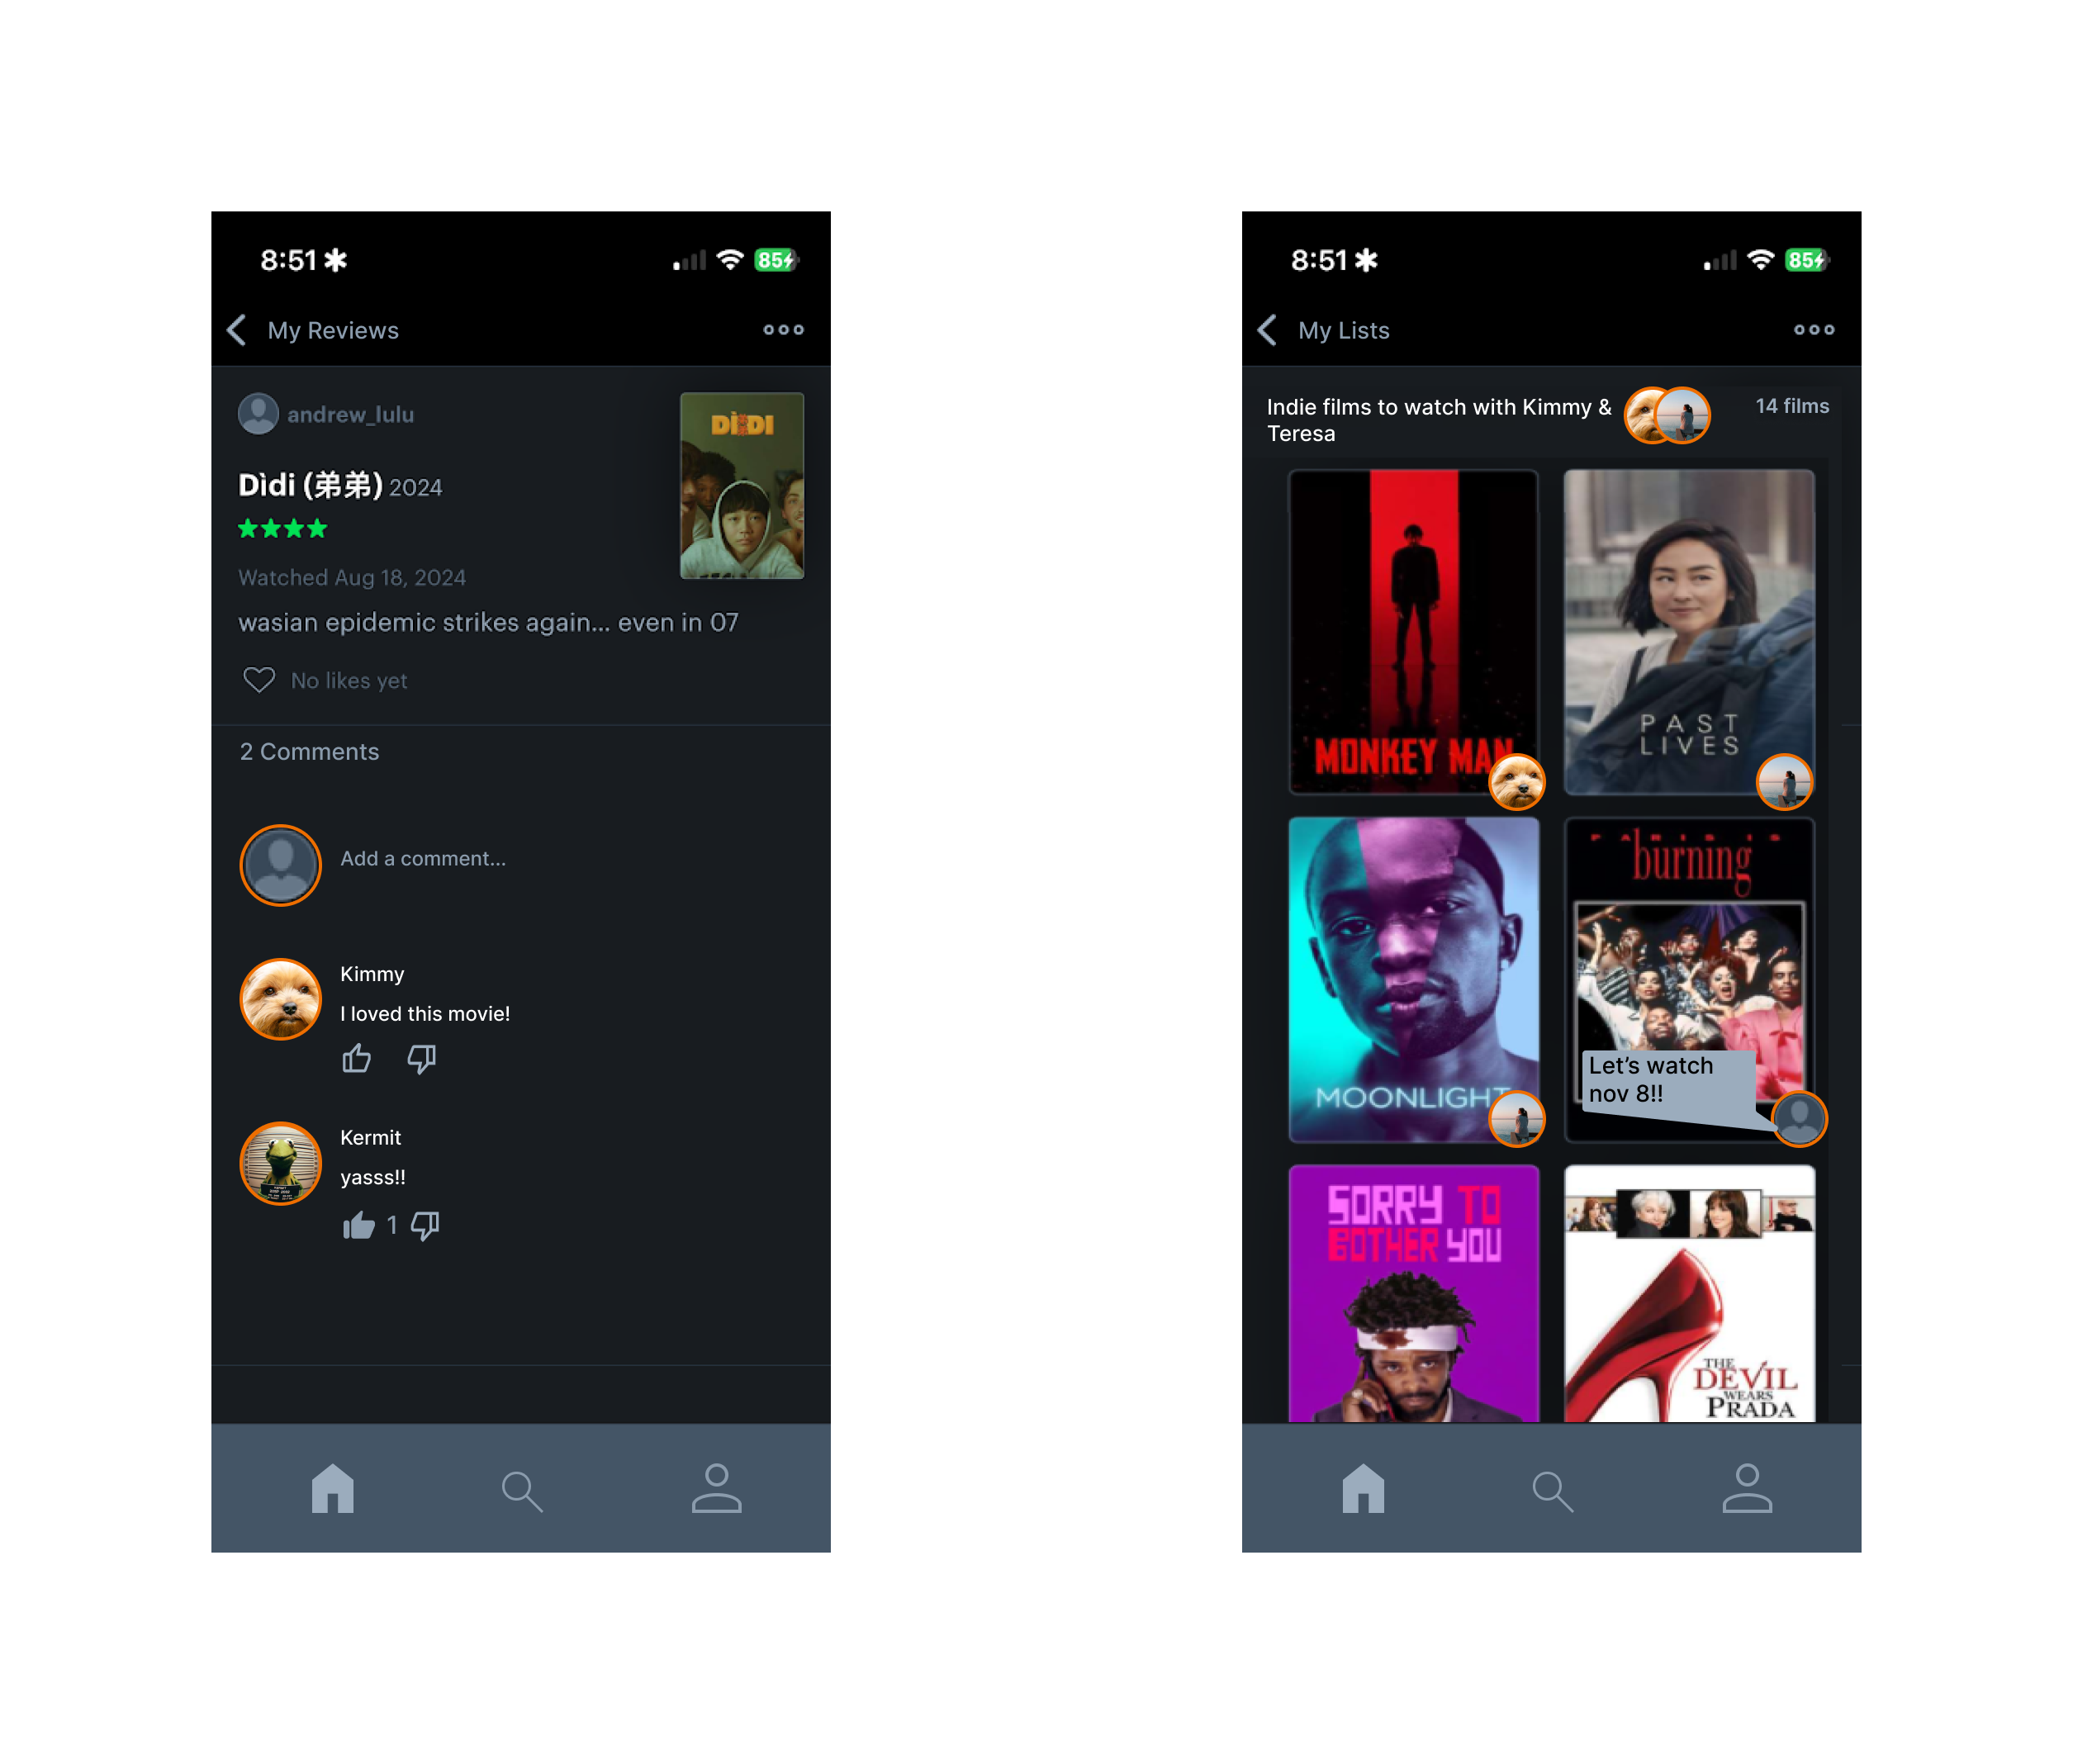 8:51 ✱
85
My Reviews
andrew_lulu
DÌDI
Dìdi (弟弟) 2024
★★★★
Watched Aug 18, 2024
wasian epidemic strikes again... even in 07
No likes yet
2 Comments
Add a comment...
Kimmy
I loved this movie!
Kermit
yasss!!
1
8:51 ✱
85
My Lists
Indie films to watch with Kimmy &
Teresa
14 films
MONKEY MAN
PAST
LIVES
MOONLIGHT
PARIS IS
burning
Let's watch
nov 8!!
SORRY TO
BOTHER YOU
THE
DEVIL
WEARS
PRADA